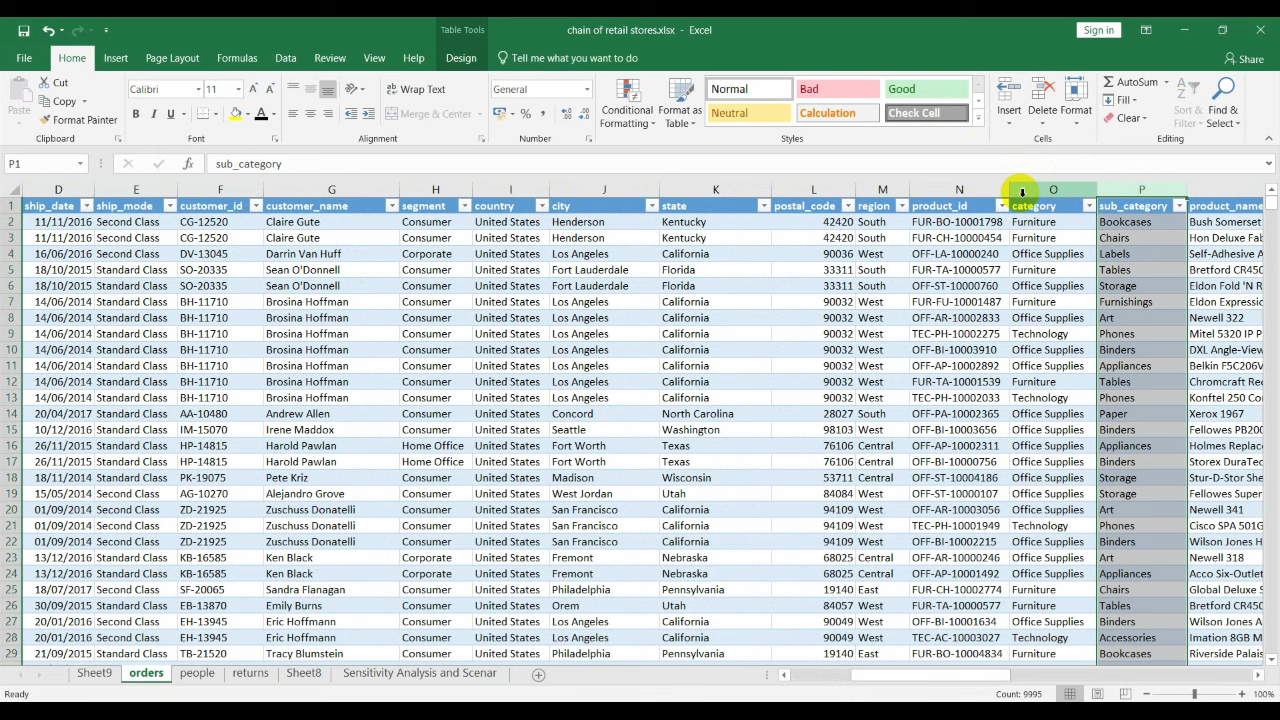 Table Tools
chain of retail stores.xlsx - Excel
Sign in
File Home Insert Page Layout Formulas Data Review View Help Design Tell me what you want to do Share
Paste Cut Copy Format Painter Clipboard
Calibri 11 B I U A Font
Wrap Text Merge & Center Alignment
General % Number
Conditional Formatting Format as Table Normal Bad Good Neutral Calculation Check Cell Styles
Insert Delete Format Cells
AutoSum Fill Clear Sort & Filter Find & Select Editing
P1 fx sub_category
D E F G H I J K L M N O P
1 ship_date ship_mode customer_id customer_name segment country city state postal_code region product_id category sub_category product_name
2 11/11/2016 Second Class CG-12520 Claire Gute Consumer United States Henderson Kentucky 42420 South FUR-BO-10001798 Furniture Bookcases Bush Somerset
3 11/11/2016 Second Class CG-12520 Claire Gute Consumer United States Henderson Kentucky 42420 South FUR-CH-10000454 Furniture Chairs Hon Deluxe Fab
4 16/06/2016 Second Class DV-13045 Darrin Van Huff Corporate United States Los Angeles California 90036 West OFF-LA-10000240 Office Supplies Labels Self-Adhesive A
5 18/10/2015 Standard Class SO-20335 Sean O'Donnell Consumer United States Fort Lauderdale Florida 33311 South FUR-TA-10000577 Furniture Tables Bretford CR450
6 18/10/2015 Standard Class SO-20335 Sean O'Donnell Consumer United States Fort Lauderdale Florida 33311 South OFF-ST-10000760 Office Supplies Storage Eldon Fold 'N R
7 14/06/2014 Standard Class BH-11710 Brosina Hoffman Consumer United States Los Angeles California 90032 West FUR-FU-10001487 Furniture Furnishings Eldon Expression
8 14/06/2014 Standard Class BH-11710 Brosina Hoffman Consumer United States Los Angeles California 90032 West OFF-AR-10002833 Office Supplies Art Newell 322
9 14/06/2014 Standard Class BH-11710 Brosina Hoffman Consumer United States Los Angeles California 90032 West TEC-PH-10002275 Technology Phones Mitel 5320 IP P
10 14/06/2014 Standard Class BH-11710 Brosina Hoffman Consumer United States Los Angeles California 90032 West OFF-BI-10003910 Office Supplies Binders DXL Angle-View
11 14/06/2014 Standard Class BH-11710 Brosina Hoffman Consumer United States Los Angeles California 90032 West OFF-AP-10002892 Office Supplies Appliances Belkin F5C206V
12 14/06/2014 Standard Class BH-11710 Brosina Hoffman Consumer United States Los Angeles California 90032 West FUR-TA-10001539 Furniture Tables Chromcraft Rec
13 14/06/2014 Standard Class BH-11710 Brosina Hoffman Consumer United States Los Angeles California 90032 West TEC-PH-10002033 Technology Phones Konftel 250 Con
14 20/04/2017 Standard Class AA-10480 Andrew Allen Consumer United States Concord North Carolina 28027 South OFF-PA-10002365 Office Supplies Paper Xerox 1967
15 10/12/2016 Standard Class IM-15070 Irene Maddox Consumer United States Seattle Washington 98103 West OFF-BI-10003656 Office Supplies Binders Fellowes PB200
16 26/11/2015 Standard Class HP-14815 Harold Pawlan Home Office United States Fort Worth Texas 76106 Central OFF-AP-10002311 Office Supplies Appliances Holmes Replace
17 26/11/2015 Standard Class HP-14815 Harold Pawlan Home Office United States Fort Worth Texas 76106 Central OFF-BI-10000756 Office Supplies Binders Storex DuraTec
18 18/11/2014 Standard Class PK-19075 Pete Kriz Consumer United States Madison Wisconsin 53711 Central OFF-ST-10004186 Office Supplies Storage Stur-D-Stor She
19 15/05/2014 Second Class AG-10270 Alejandro Grove Consumer United States West Jordan Utah 84084 West OFF-ST-10000107 Office Supplies Storage Fellowes Super
20 01/09/2014 Second Class ZD-21925 Zuschuss Donatelli Consumer United States San Francisco California 94109 West OFF-AR-10003056 Office Supplies Art Newell 341
21 01/09/2014 Second Class ZD-21925 Zuschuss Donatelli Consumer United States San Francisco California 94109 West TEC-PH-10001949 Technology Phones Cisco SPA 501G
22 01/09/2014 Second Class ZD-21925 Zuschuss Donatelli Consumer United States San Francisco California 94109 West OFF-BI-10002215 Office Supplies Binders Wilson Jones H
23 13/12/2016 Standard Class KB-16585 Ken Black Corporate United States Fremont Nebraska 68025 Central OFF-AR-10000246 Office Supplies Art Newell 318
24 13/12/2016 Standard Class KB-16585 Ken Black Corporate United States Fremont Nebraska 68025 Central OFF-AP-10001492 Office Supplies Appliances Acco Six-Outlet
25 18/07/2017 Second Class SF-20065 Sandra Flanagan Consumer United States Philadelphia Pennsylvania 19140 East FUR-CH-10002774 Furniture Chairs Global Deluxe S
26 30/09/2015 Standard Class EB-13870 Emily Burns Consumer United States Orem Utah 84057 West FUR-TA-10000577 Furniture Tables Bretford CR450
27 20/01/2017 Second Class EH-13945 Eric Hoffmann Consumer United States Los Angeles California 90049 West OFF-BI-10001634 Office Supplies Binders Wilson Jones A
28 20/01/2017 Second Class EH-13945 Eric Hoffmann Consumer United States Los Angeles California 90049 West TEC-AC-10003027 Technology Accessories Imation 8GB M
29 21/09/2015 Standard Class TB-21520 Tracy Blumstein Consumer United States Philadelphia Pennsylvania 19140 East FUR-BO-10004834 Furniture Bookcases Riverside Palais
Sheet9 orders people returns Sheet8 Sensitivity Analysis and Scenar
Ready Count: 9995 100%